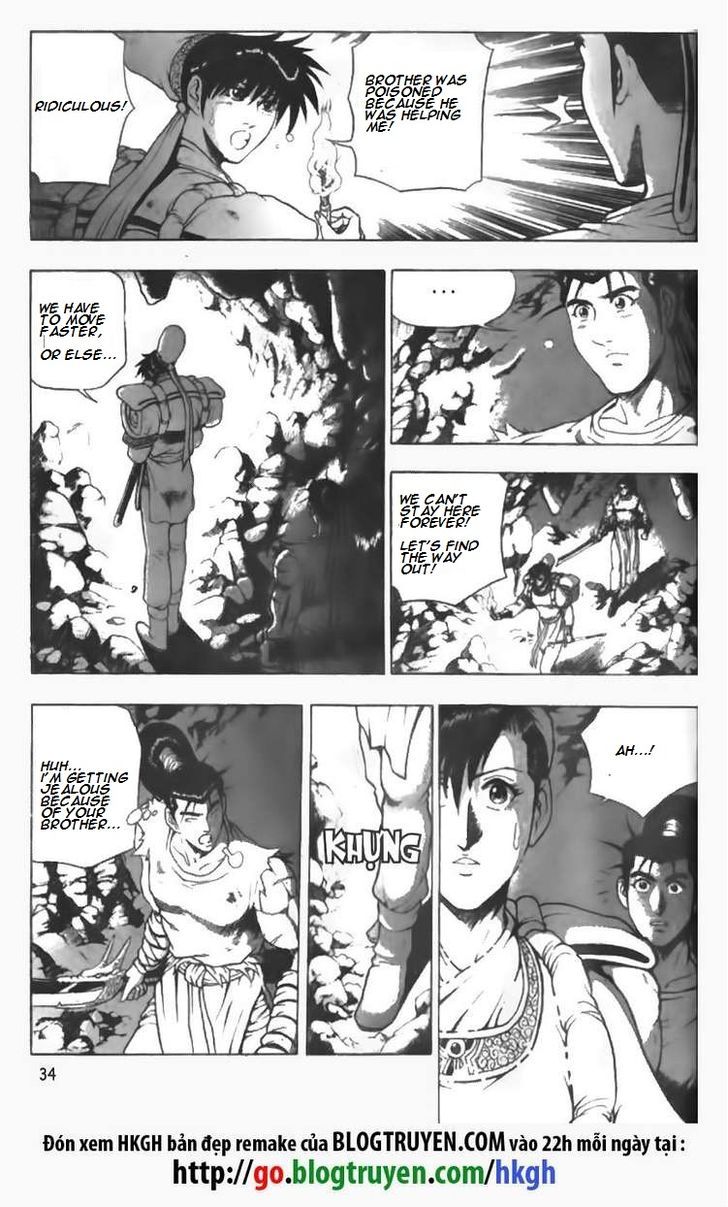 RIDICULOUS!
BROTHER WAS
POISONED
BECAUSE HE
WAS HELPING
ME!
WE HAVE
TO MOVE
FASTER,
OR ELSE...
...
WE CAN'T
STAY HERE
FOREVER!
LET'S FIND
THE WAY
OUT!
HUH...
I'M GETTING
JEALOUS
BECAUSE
OF YOUR
BROTHER...
KHỤNG
AH...!
34
Đón xem HKGH bản đẹp remake của BLOGTRUYEN.COM vào 22h mỗi ngày tại :
http://go.blogtruyen.com/hkgh